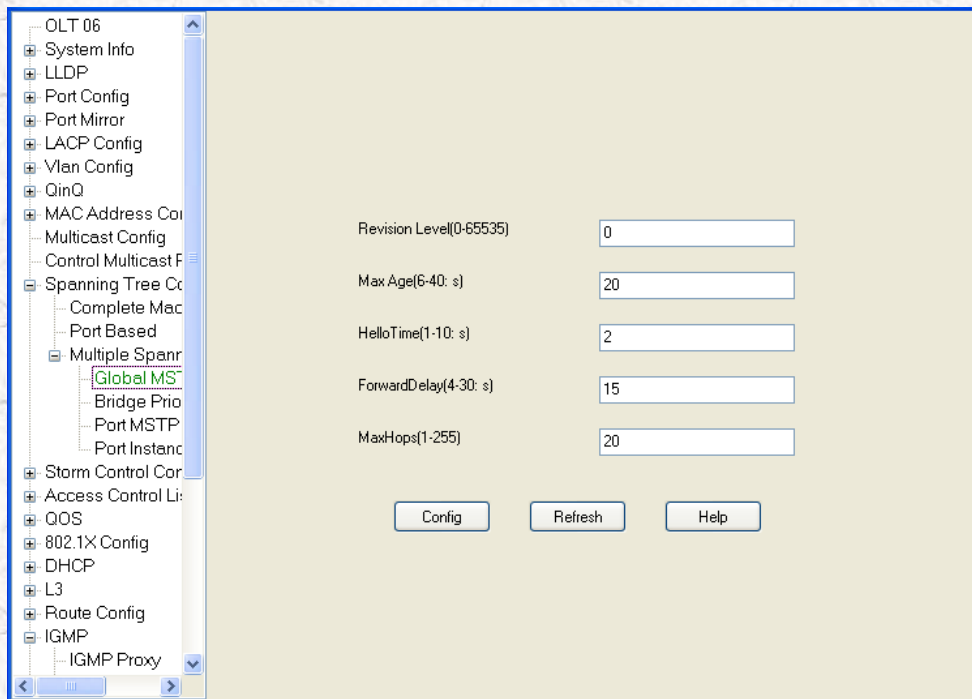 OLT 06
System Info
LLDP
Port Config
Port Mirror
LACP Config
Vlan Config
QinQ
MAC Address Cor
Multicast Config
Control Multicast F
Spanning Tree Co
Complete Mac
Port Based
Multiple Spanr
Global MST
Bridge Prio
Port MSTP
Port Instanc
Storm Control Cor
Access Control Li
QOS
802.1X Config
DHCP
L3
Route Config
IGMP
IGMP Proxy
Revision Level(0-65535) 0
Max Age(6-40: s) 20
HelloTime(1-10: s) 2
ForwardDelay(4-30: s) 15
MaxHops(1-255) 20
Config Refresh Help